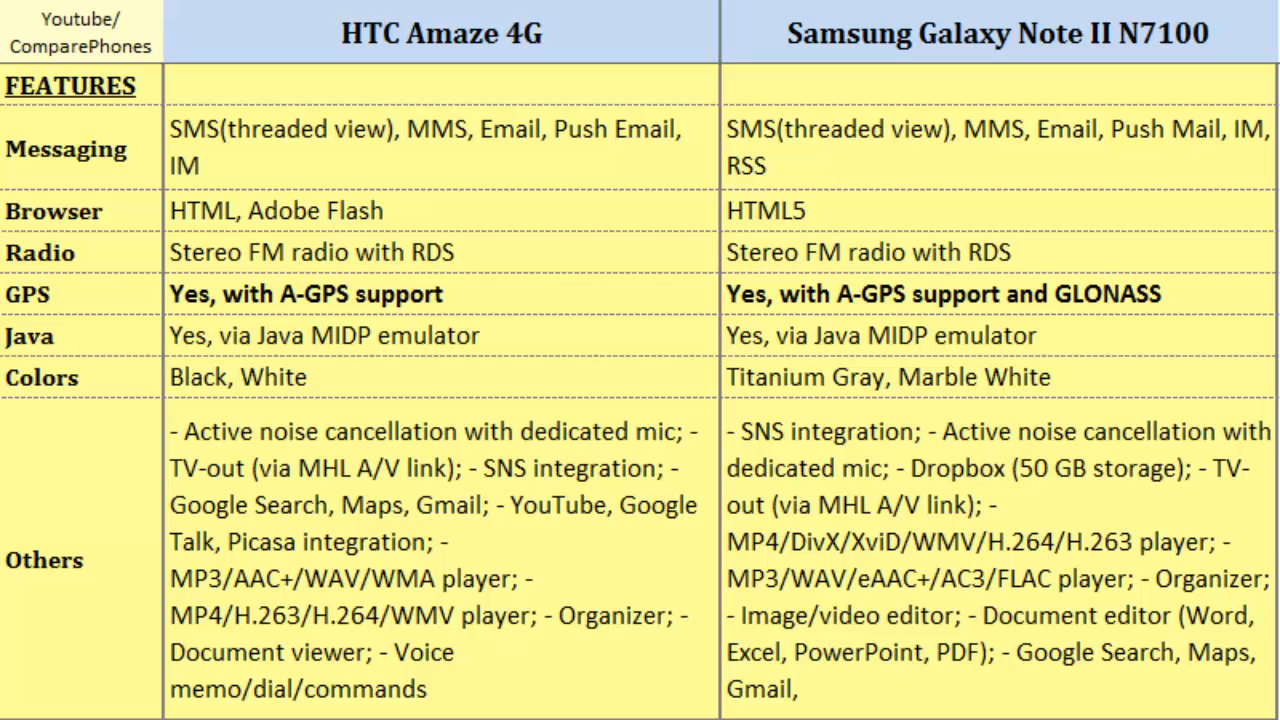 Youtube/
ComparePhones
HTC Amaze 4G
Samsung Galaxy Note II N7100
FEATURES
Messaging
SMS(threaded view), MMS, Email, Push Email,
IM
SMS(threaded view), MMS, Email, Push Mail, IM,
RSS
Browser
HTML, Adobe Flash
HTML5
Radio
Stereo FM radio with RDS
Stereo FM radio with RDS
GPS
Yes, with A-GPS support
Yes, with A-GPS support and GLONASS
Java
Yes, via Java MIDP emulator
Yes, via Java MIDP emulator
Colors
Black, White
Titanium Gray, Marble White
Others
- Active noise cancellation with dedicated mic; -
TV-out (via MHL A/V link); - SNS integration; -
Google Search, Maps, Gmail; - YouTube, Google
Talk, Picasa integration; -
MP3/AAC+/WAV/WMA player; -
MP4/H.263/H.264/WMV player; - Organizer; -
Document viewer; - Voice
memo/dial/commands
- SNS integration; - Active noise cancellation with
dedicated mic; - Dropbox (50 GB storage); - TV-
out (via MHL A/V link); -
MP4/DivX/XviD/WMV/H.264/H.263 player; -
MP3/WAV/eAAC+/AC3/FLAC player; - Organizer;
- Image/video editor; - Document editor (Word,
Excel, PowerPoint, PDF); - Google Search, Maps,
Gmail,